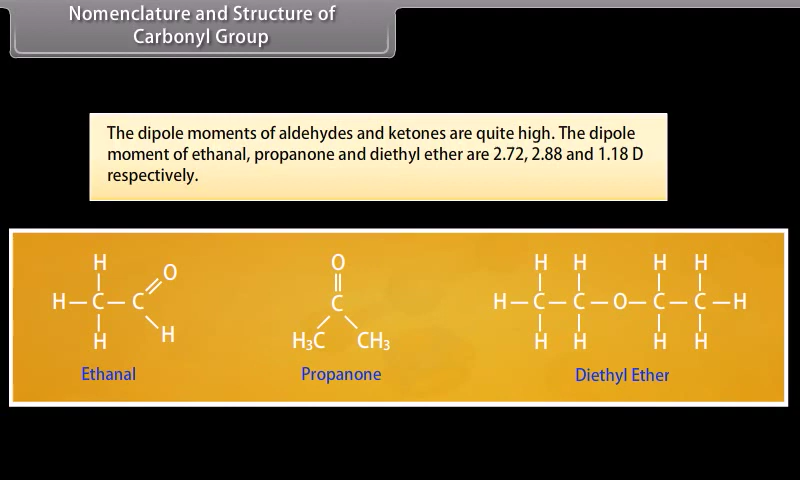 Nomenclature and Structure of
Carbonyl Group
The dipole moments of aldehydes and ketones are quite high. The dipole
moment of ethanal, propanone and diethyl ether are 2.72, 2.88 and 1.18 D
respectively.
H
O
H—C—C
H
H
Ethanal
O
C
H₃C CH₃
Propanone
H H H H
H—C—C—O—C—C—H
H H H H
Diethyl Ether